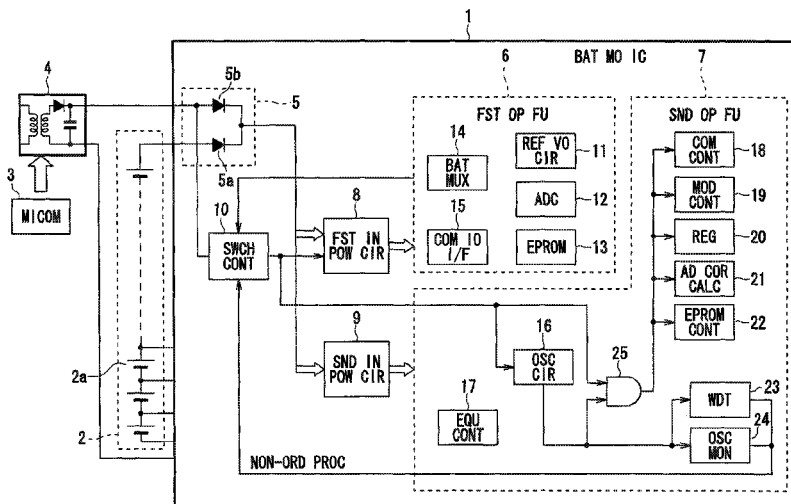 1
BAT MO IC
4
3
MICOM
2a
2
5b
5
5a
10
SWCH
CONT
8
FST IN
POW CIR
9
SND IN
POW CIR
6
FST OP FU
14
BAT
MUX
15
COM IO
I/F
REF VO
CIR
11
ADC
12
EPROM
13
7
SND OP FU
COM
CONT
18
MOD
CONT
19
REG
20
AD COR
CALC
21
EPROM
CONT
22
16
OSC
CIR
25
17
EQU
CONT
WDT
23
OSC
MON
24
NON-ORD PROC